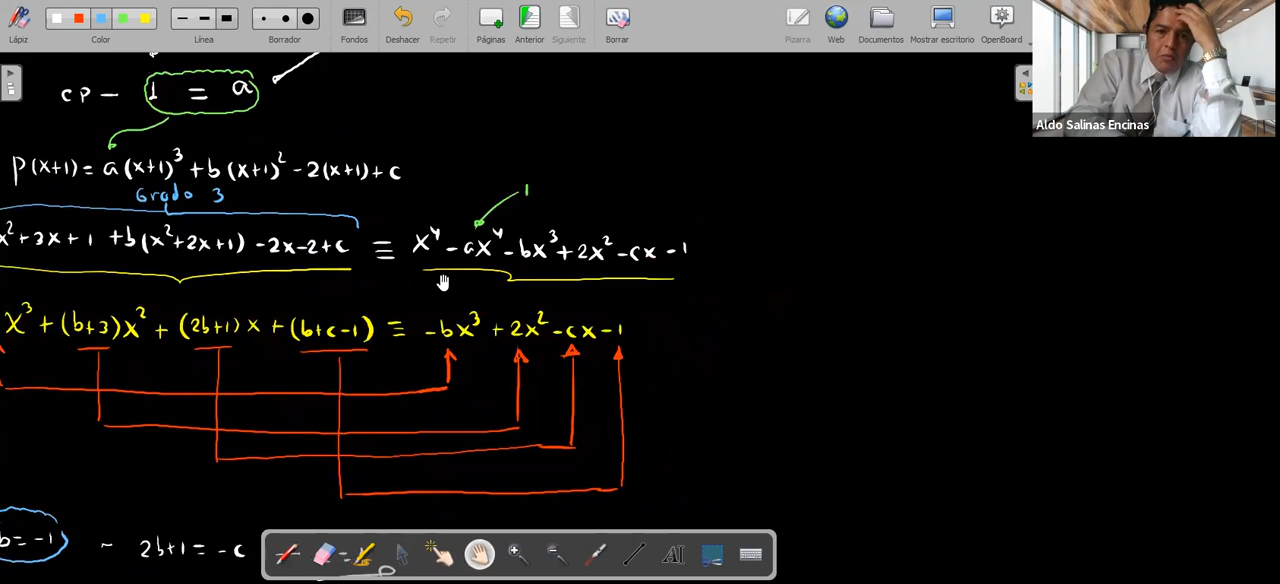 Lápiz Color Línea Borrador Fondos Deshacer Repetir Páginas Anterior Siguiente Borrar Pizarra Web Documentos Mostrar escritorio OpenBoard
Aldo Salinas Encinas
CP - 1 = a
P(x+1) = a(x+1)³ + b(x+1)² - 2(x+1) + c
Grado 3
1
x² + 3x + 1 + b(x² + 2x + 1) - 2x - 2 + c ≡ x⁴ - ax⁴ - bx³ + 2x² - cx - 1
x³ + (b+3)x² + (2b+1)x + (b+c-1) ≡ -bx³ + 2x² - cx - 1
b = -1 ~ 2b+1 = -c
AI